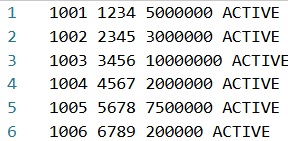 1 1001 1234 5000000 ACTIVE
2 1002 2345 3000000 ACTIVE
3 1003 3456 10000000 ACTIVE
4 1004 4567 2000000 ACTIVE
5 1005 5678 7500000 ACTIVE
6 1006 6789 200000 ACTIVE